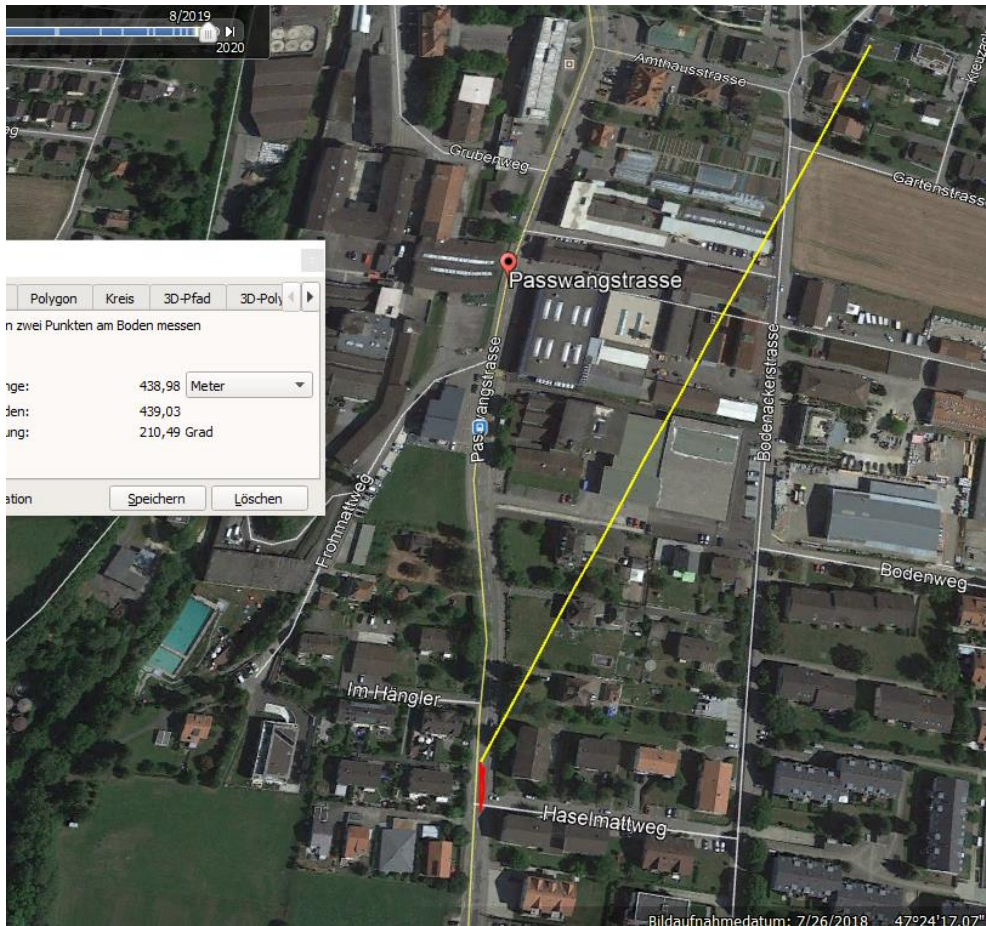 8/2019
2020
Amthausstrasse
Grubenweg
Gartenstrasse
Passwangstrasse
Polygon
Kreis
3D-Pfad
3D-Poly
n zwei Punkten am Boden messen
nge:
438,98
Meter
den:
439,03
ung:
210,49 Grad
ation
Speichern
Löschen
Passwangstrasse
Bodenackerstrasse
Frohmattweg
Bodenweg
Im Hängler
Haselmattweg
Bildaufnahmedatum: 7/26/2018
47°24'17.07"